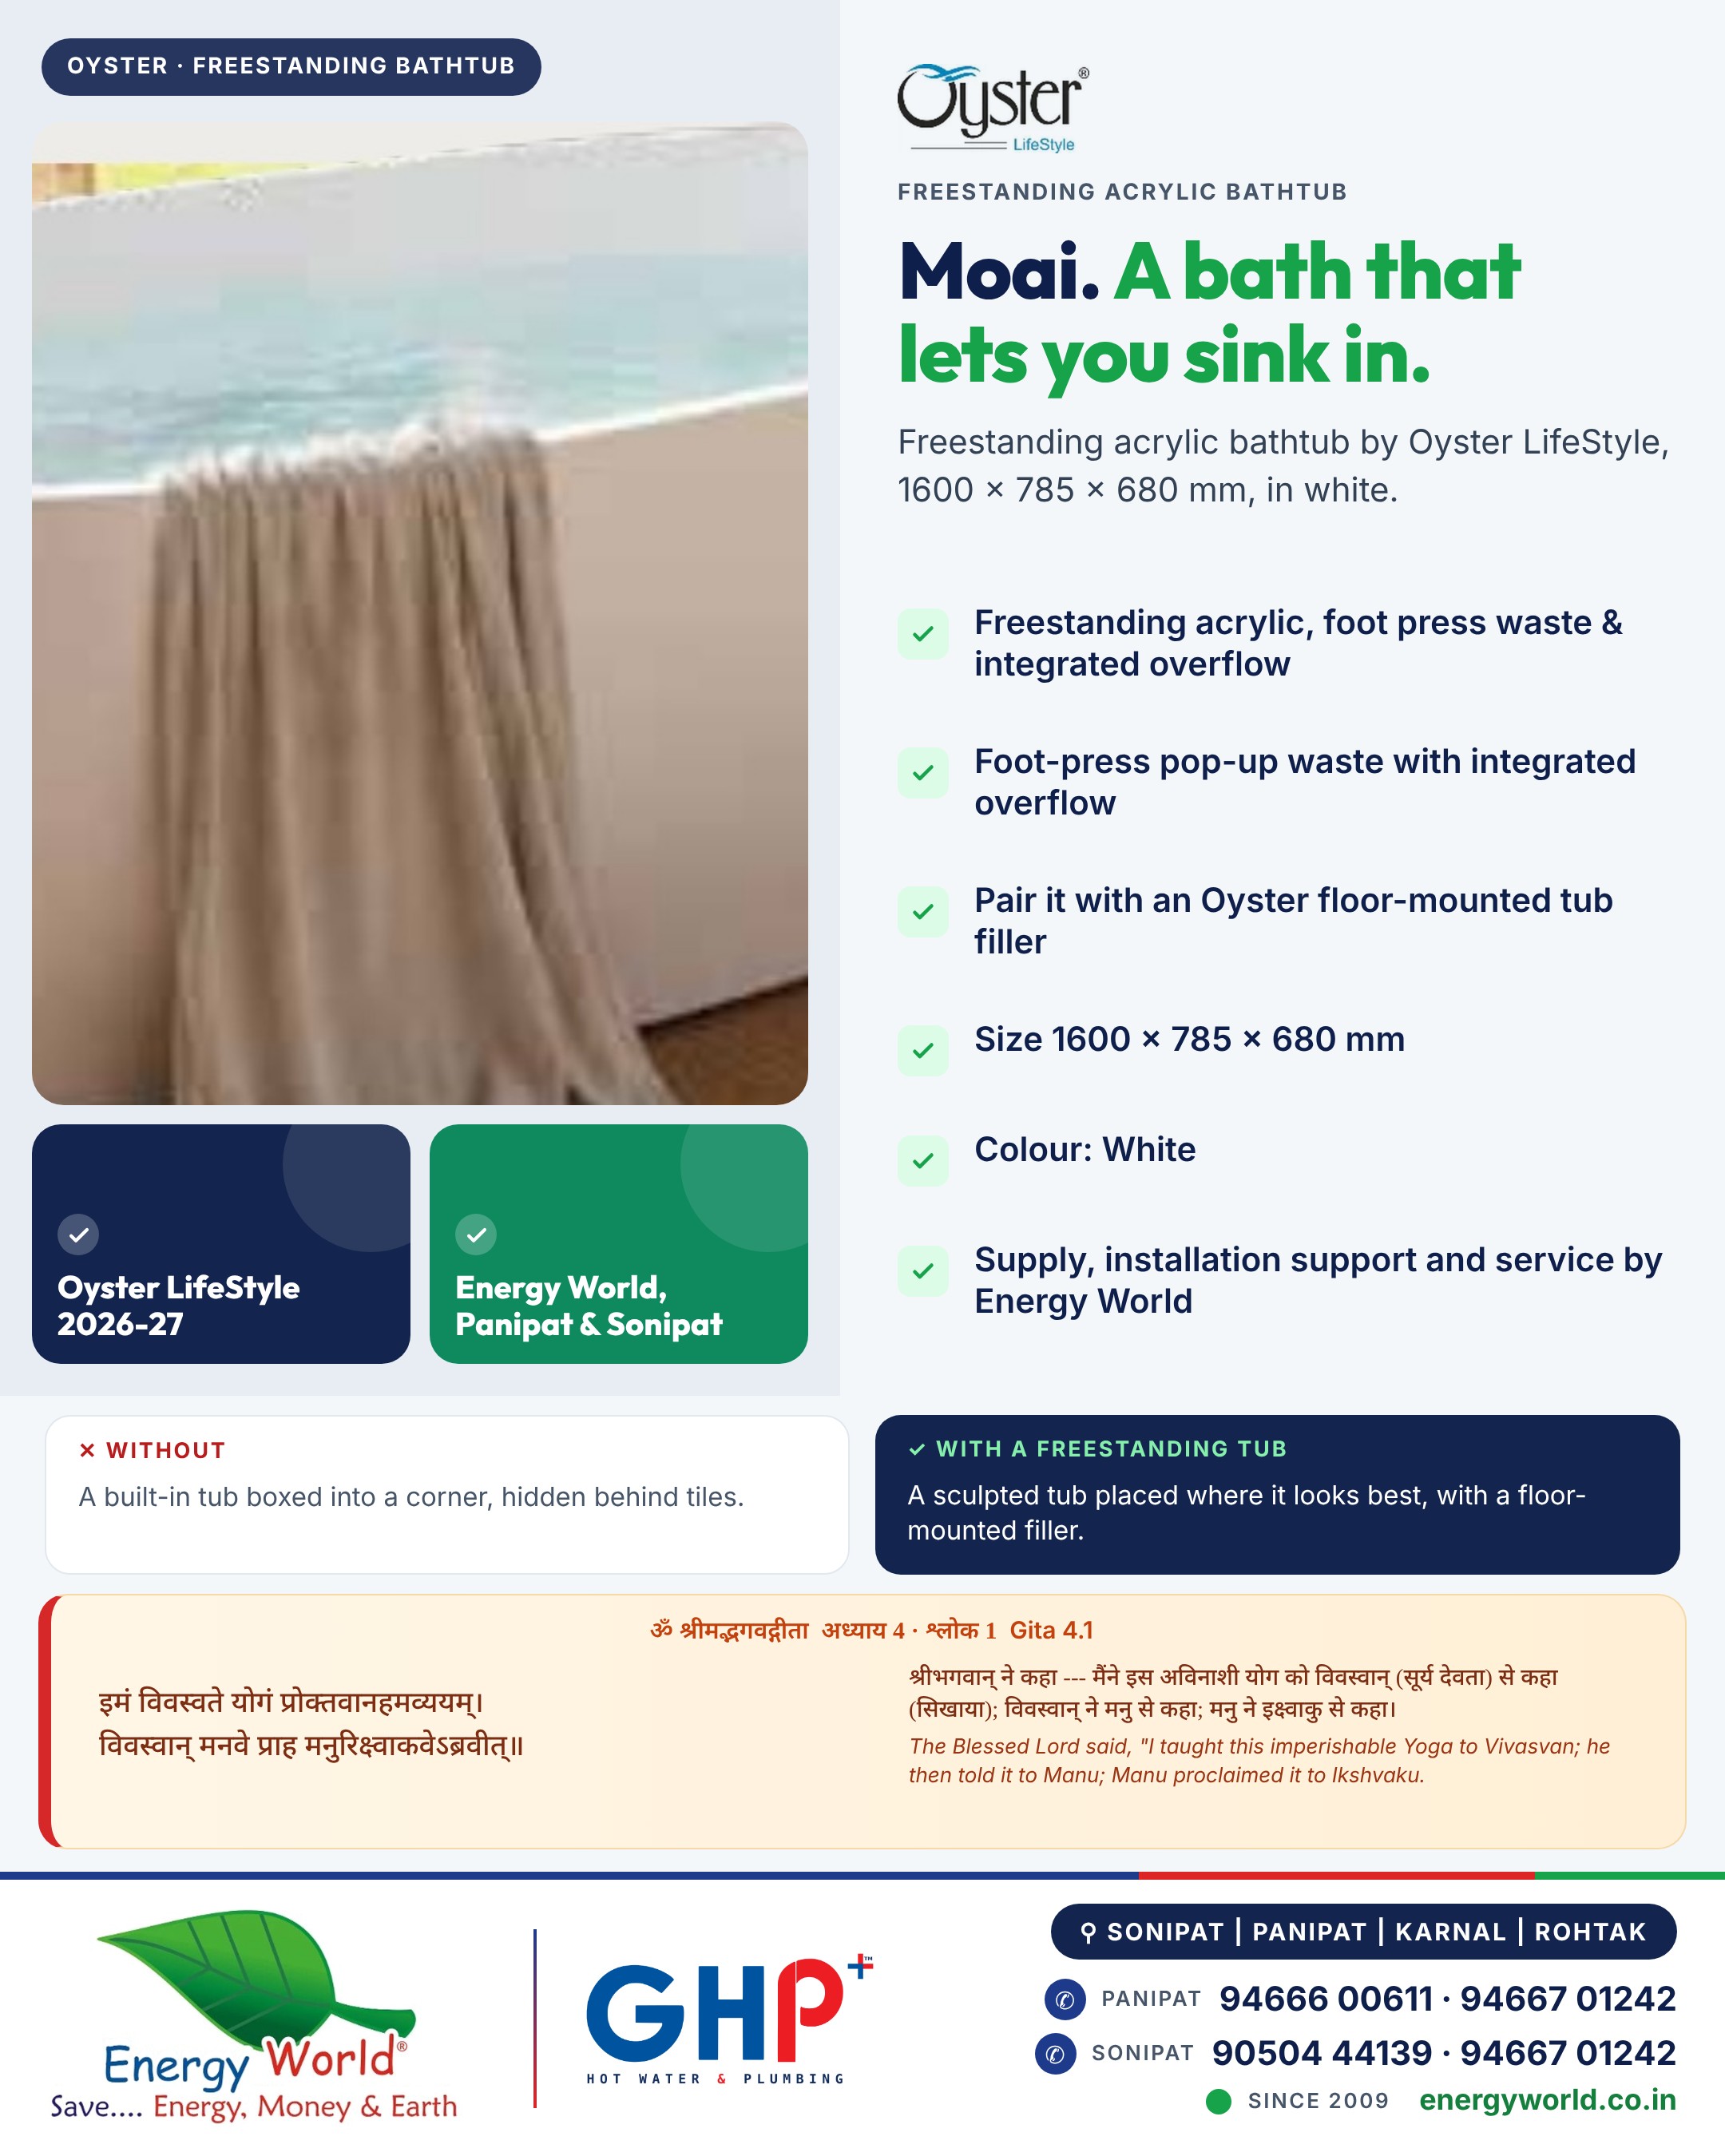 OYSTER · FREESTANDING BATHTUB
Oyster®
LifeStyle
FREESTANDING ACRYLIC BATHTUB
Moai. A bath that
lets you sink in.
Freestanding acrylic bathtub by Oyster LifeStyle,
1600 × 785 × 680 mm, in white.
Freestanding acrylic, foot press waste &
integrated overflow
Foot-press pop-up waste with integrated
overflow
Pair it with an Oyster floor-mounted tub
filler
Size 1600 × 785 × 680 mm
Colour: White
Supply, installation support and service by
Energy World
Oyster LifeStyle
2026-27
Energy World,
Panipat & Sonipat
× WITHOUT
A built-in tub boxed into a corner, hidden behind tiles.
✓ WITH A FREESTANDING TUB
A sculpted tub placed where it looks best, with a floor-
mounted filler.
ॐ श्रीमद्भगवद्गीता अध्याय 4 · श्लोक 1 Gita 4.1
इमं विवस्वते योगं प्रोक्तवानहमव्ययम्।
विवस्वान् मनवे प्राह मनुरिक्ष्वाकवेऽब्रवीत्॥
श्रीभगवान् ने कहा --- मैंने इस अविनाशी योग को विवस्वान् (सूर्य देवता) से कहा
(सिखाया); विवस्वान् ने मनु से कहा; मनु ने इक्ष्वाकु से कहा।
The Blessed Lord said, "I taught this imperishable Yoga to Vivasvan; he
then told it to Manu; Manu proclaimed it to Ikshvaku.
Energy World®
Save.... Energy, Money & Earth
GHP+™
HOT WATER & PLUMBING
SONIPAT | PANIPAT | KARNAL | ROHTAK
PANIPAT 94666 00611 · 94667 01242
SONIPAT 90504 44139 · 94667 01242
SINCE 2009 energyworld.co.in